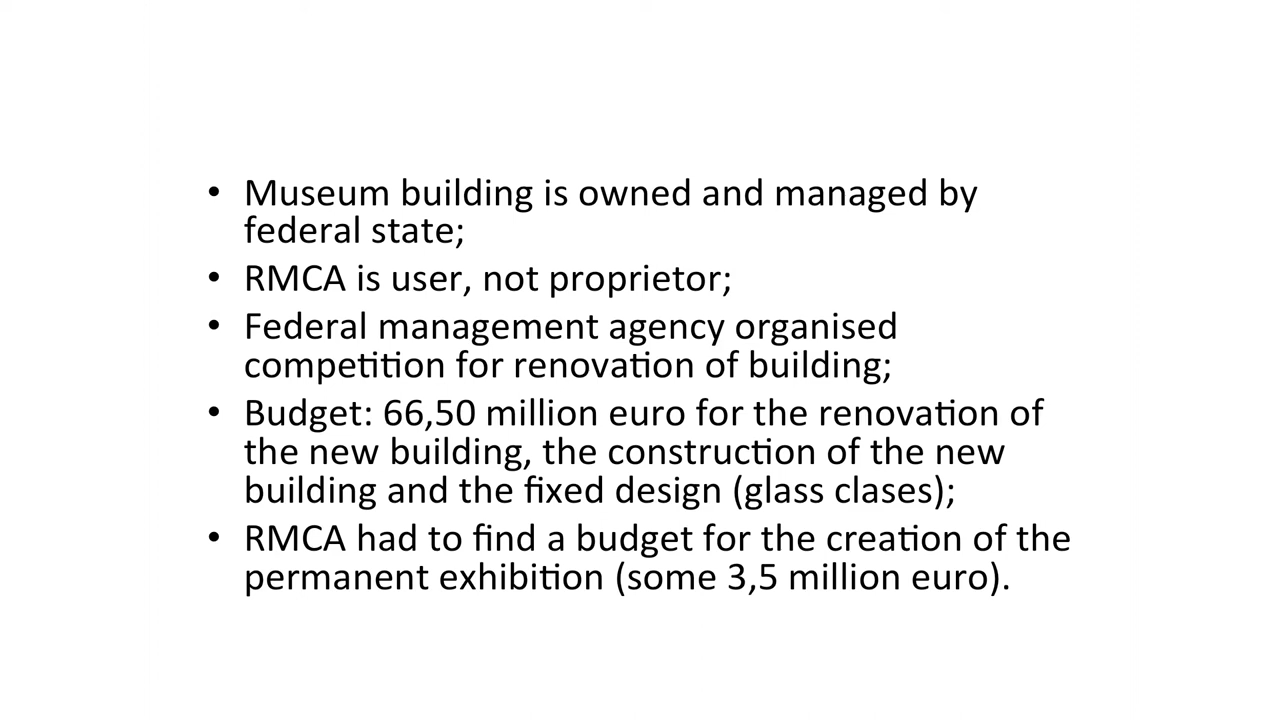 • Museum building is owned and managed by
federal state;
• RMCA is user, not proprietor;
• Federal management agency organised
competition for renovation of building;
• Budget: 66,50 million euro for the renovation of
the new building, the construction of the new
building and the fixed design (glass clases);
• RMCA had to find a budget for the creation of the
permanent exhibition (some 3,5 million euro).